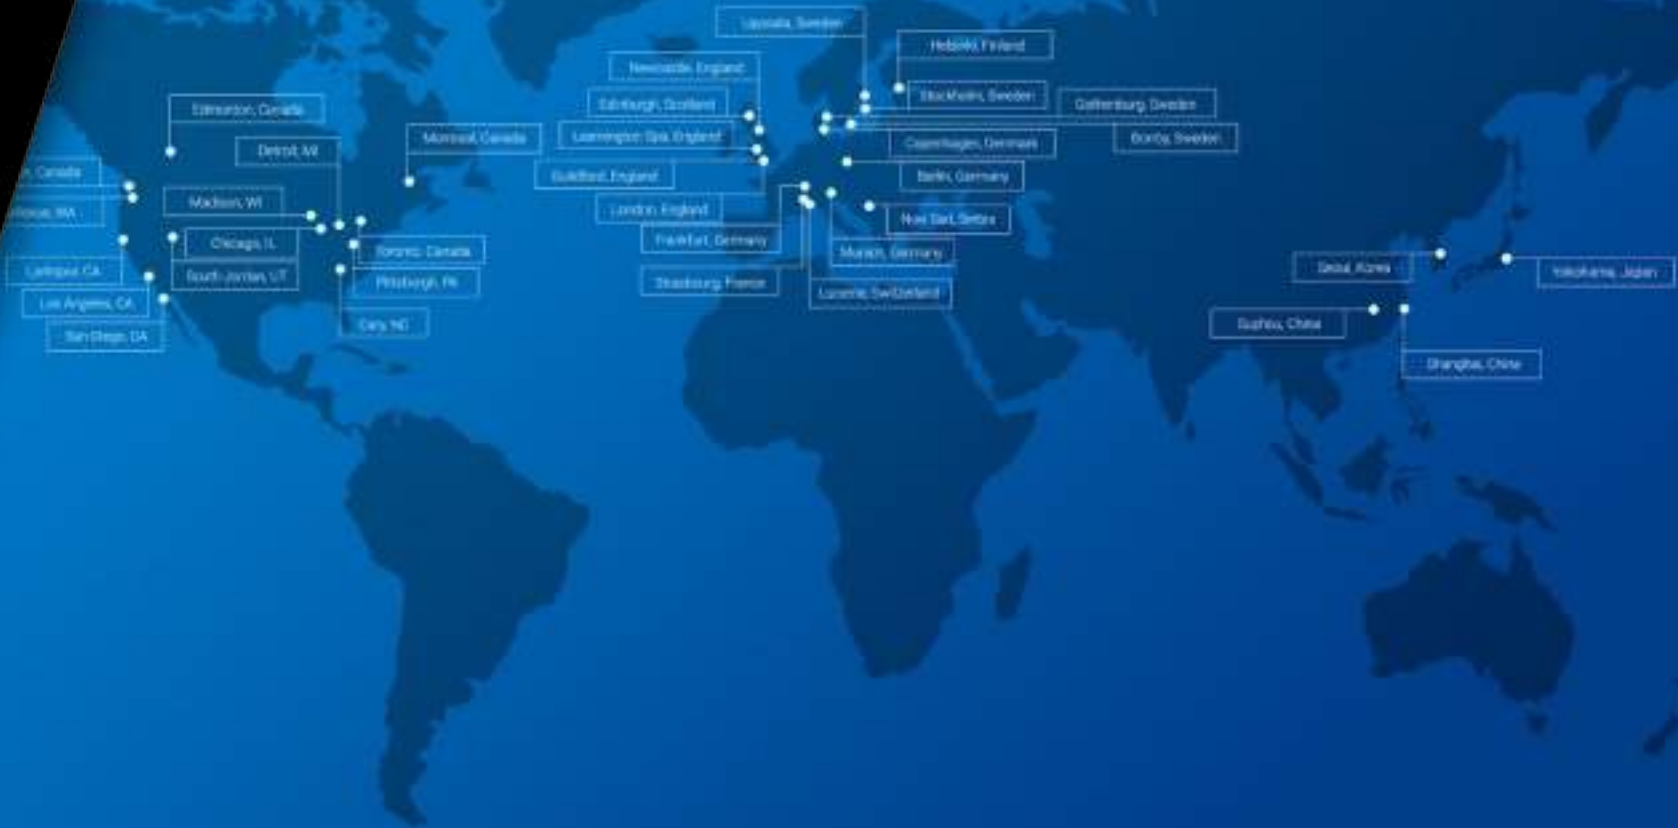 Uppsala, Sweden
Helsinki, Finland
Newcastle, England
Stockholm, Sweden
Edinburgh, Scotland
Gothenburg, Sweden
Edmonton, Canada
Leamington Spa, England
Montreal, Canada
Copenhagen, Denmark
Sweden
Detroit, MI
Canada
Guildford, England
Berlin, Germany
Madison, WI
London, England
Novi Sad, Serbia
Chicago, IL
Frankfurt, Germany
Toronto, Canada
Munich, Germany
Larkspur, CA
South Jordan, UT
Pittsburgh, PA
Strasbourg, France
Seoul, Korea
Yokohama, Japan
Los Angeles, CA
Lucerne, Switzerland
San Diego, CA
Cary, NC
Suzhou, China
Shanghai, China